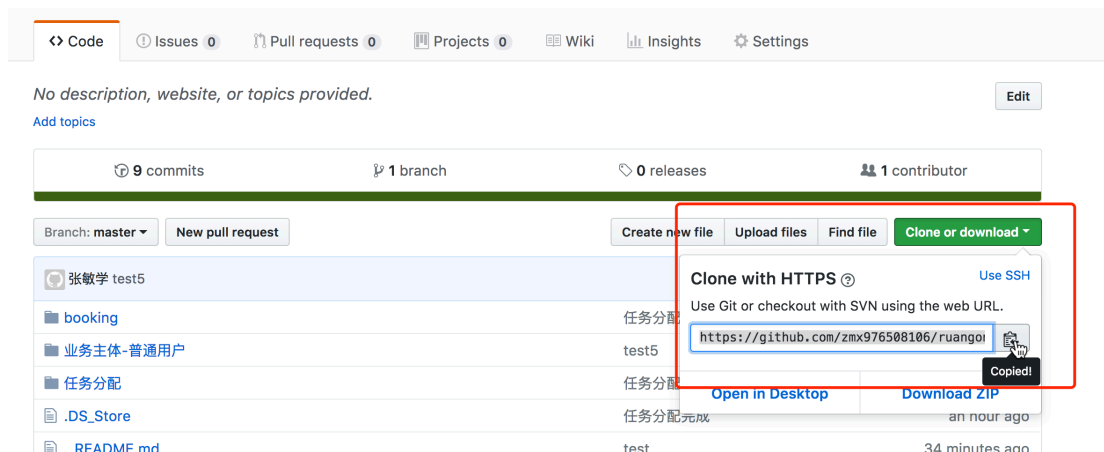 Code Issues 0 Pull requests 0 Projects 0 Wiki Insights Settings
No description, website, or topics provided.
Edit
Add topics
9 commits 1 branch 0 releases 1 contributor
Branch: master New pull request Create new file Upload files Find file Clone or download
张敏学 test5
Clone with HTTPS ? Use SSH
Use Git or checkout with SVN using the web URL.
https://github.com/zmx976508106/ruangon
Copied!
Open in Desktop Download ZIP
booking 任务分配
业务主体-普通用户 test5
任务分配 任务分配
.DS_Store 任务分配完成 an hour ago
README.md test 34 minutes ago